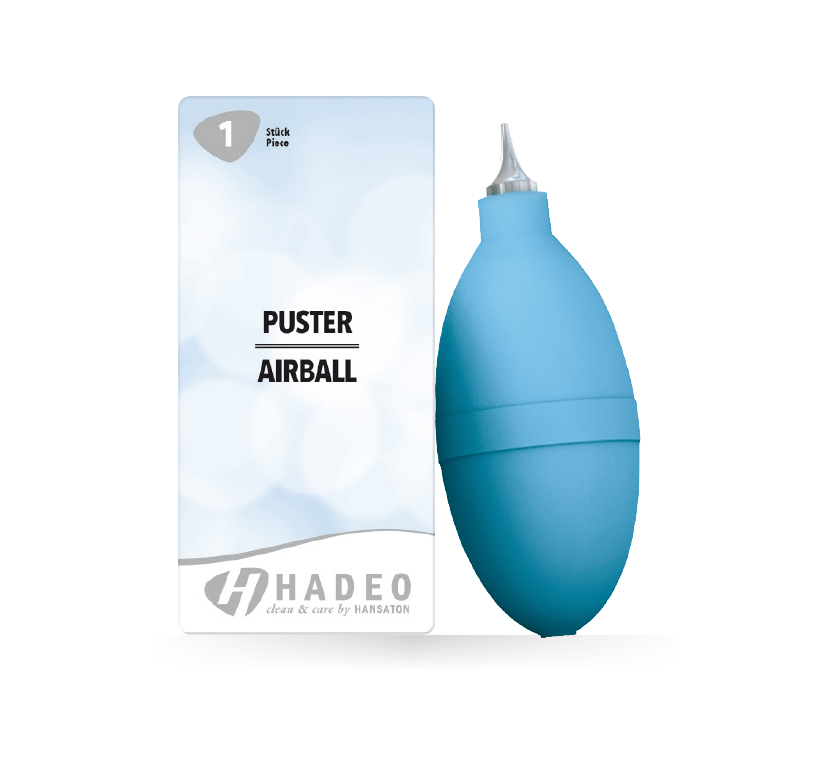 1
Stück
Piece
PUSTER
AIRBALL
HADEO
clean & care by HANSATON